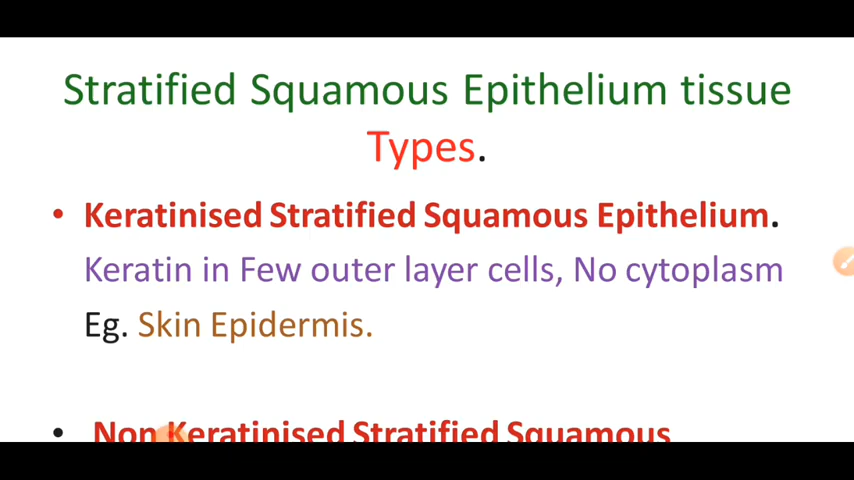 Stratified Squamous Epithelium tissue
Types.
• Keratinised Stratified Squamous Epithelium.
Keratin in Few outer layer cells, No cytoplasm
Eg. Skin Epidermis.
• Non Keratinised Stratified Squamous